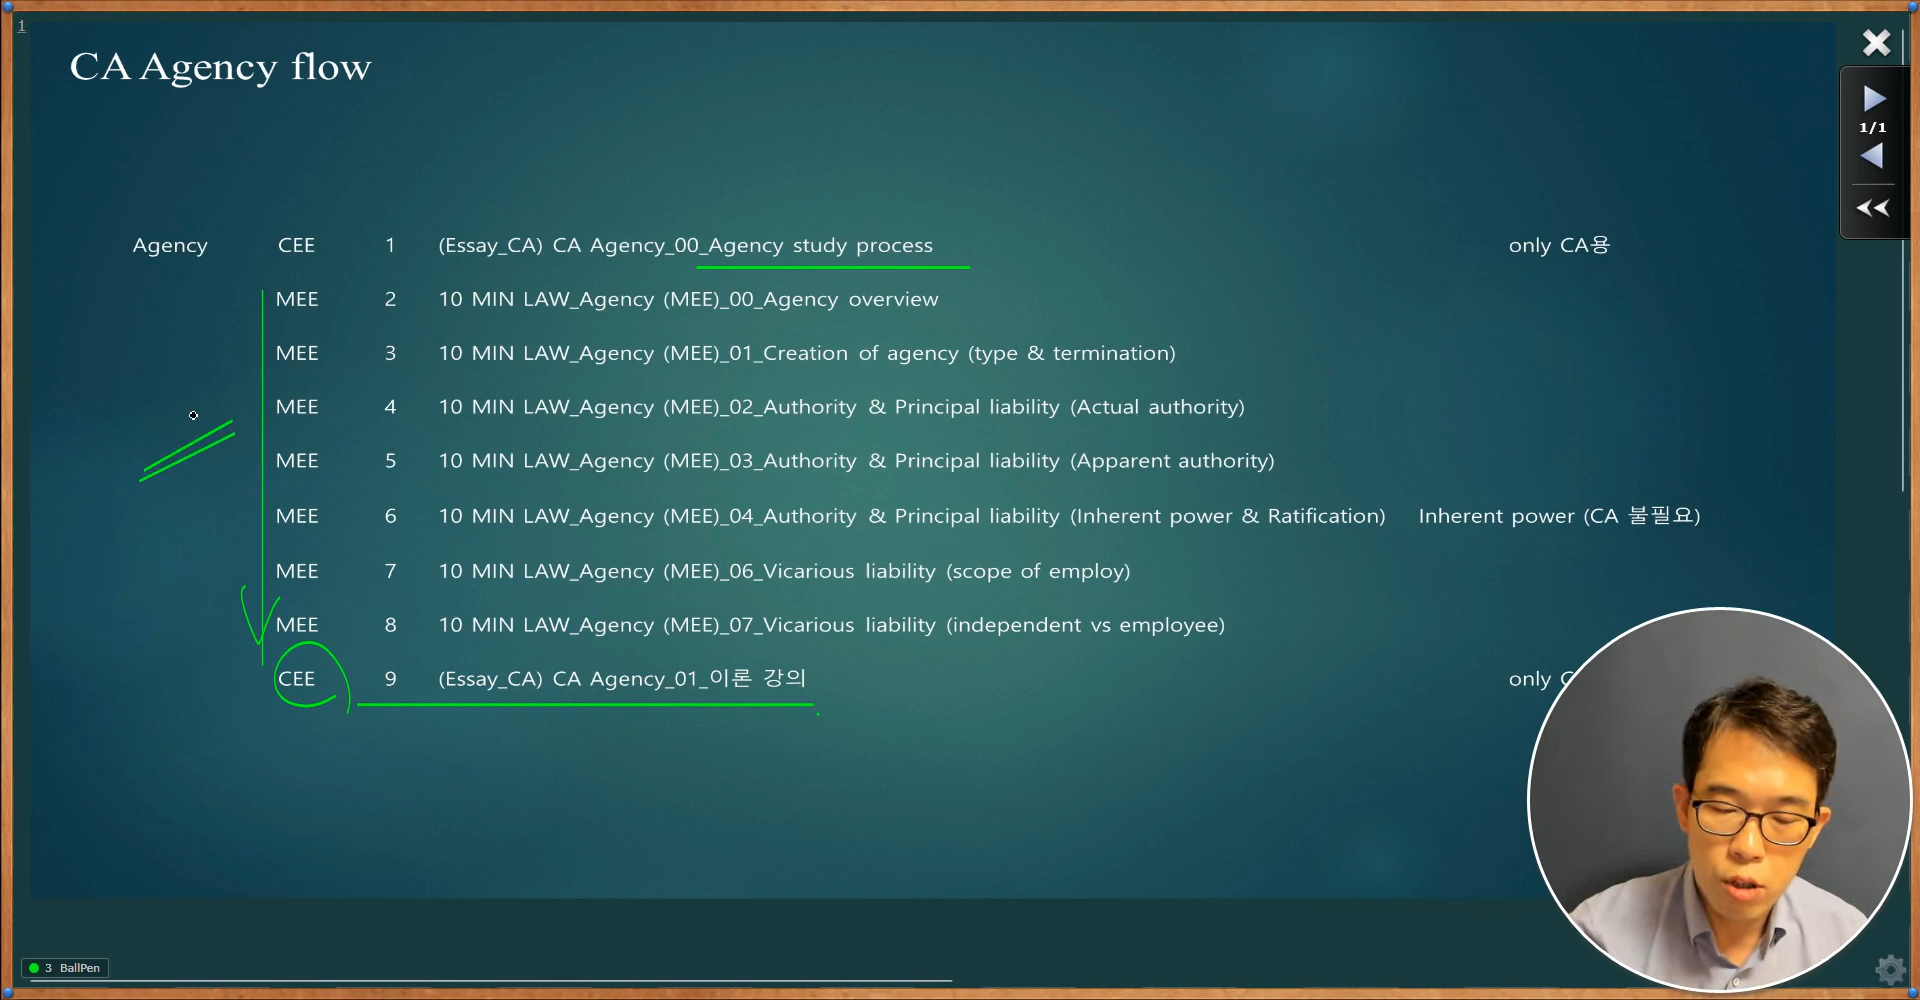 1
CA Agency flow
1/1
Agency CEE 1 (Essay_CA) CA Agency_00_Agency study process only CA용
MEE 2 10 MIN LAW_Agency (MEE)_00_Agency overview
MEE 3 10 MIN LAW_Agency (MEE)_01_Creation of agency (type & termination)
MEE 4 10 MIN LAW_Agency (MEE)_02_Authority & Principal liability (Actual authority)
MEE 5 10 MIN LAW_Agency (MEE)_03_Authority & Principal liability (Apparent authority)
MEE 6 10 MIN LAW_Agency (MEE)_04_Authority & Principal liability (Inherent power & Ratification) Inherent power (CA 불필요)
MEE 7 10 MIN LAW_Agency (MEE)_06_Vicarious liability (scope of employ)
MEE 8 10 MIN LAW_Agency (MEE)_07_Vicarious liability (independent vs employee)
CEE 9 (Essay_CA) CA Agency_01_이론 강의 only
3 BallPen